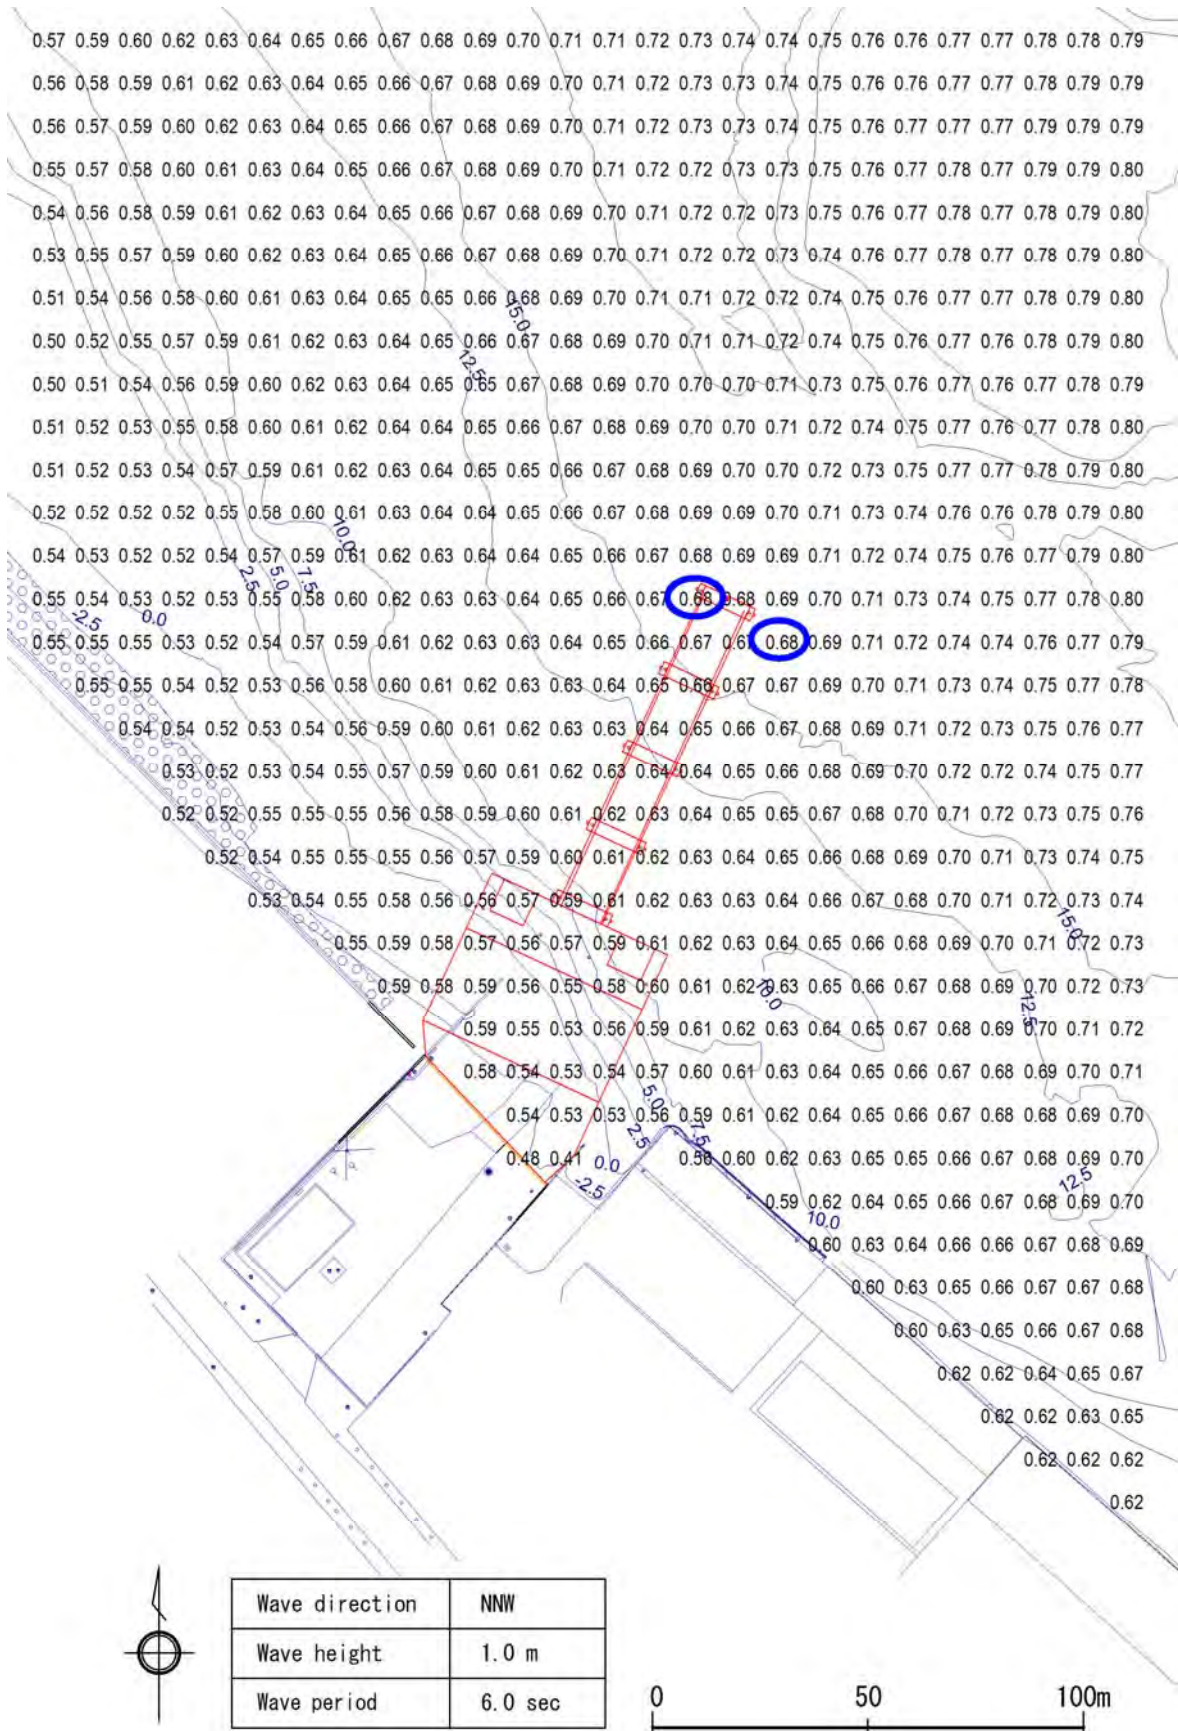 0.57 0.59 0.60 0.62 0.63 0.64 0.65 0.66 0.67 0.68 0.69 0.70 0.71 0.71 0.72 0.73 0.74 0.74 0.75 0.76 0.76 0.77 0.77 0.78 0.78 0.79
0.56 0.58 0.59 0.61 0.62 0.63 0.64 0.65 0.66 0.67 0.68 0.69 0.70 0.71 0.72 0.73 0.73 0.74 0.75 0.76 0.76 0.77 0.77 0.78 0.79 0.79
0.56 0.57 0.59 0.60 0.62 0.63 0.64 0.65 0.66 0.67 0.68 0.69 0.70 0.71 0.72 0.73 0.73 0.74 0.75 0.76 0.77 0.77 0.77 0.79 0.79 0.79
0.55 0.57 0.58 0.60 0.61 0.63 0.64 0.65 0.66 0.67 0.68 0.69 0.70 0.71 0.72 0.72 0.73 0.73 0.75 0.76 0.77 0.78 0.77 0.79 0.79 0.80
0.54 0.56 0.58 0.59 0.61 0.62 0.63 0.64 0.65 0.66 0.67 0.68 0.69 0.70 0.71 0.72 0.72 0.73 0.75 0.76 0.77 0.78 0.77 0.78 0.79 0.80
0.53 0.55 0.57 0.59 0.60 0.62 0.63 0.64 0.65 0.66 0.67 0.68 0.69 0.70 0.71 0.72 0.72 0.73 0.74 0.76 0.77 0.78 0.77 0.78 0.79 0.80
0.51 0.54 0.56 0.58 0.60 0.61 0.63 0.64 0.65 0.65 0.66 0.68 0.69 0.70 0.71 0.71 0.72 0.72 0.74 0.75 0.76 0.77 0.77 0.78 0.79 0.80
15.0
0.50 0.52 0.55 0.57 0.59 0.61 0.62 0.63 0.64 0.65 0.66 0.67 0.68 0.69 0.70 0.71 0.71 0.72 0.74 0.75 0.76 0.77 0.76 0.78 0.79 0.80
12.5
0.50 0.51 0.54 0.56 0.59 0.60 0.62 0.63 0.64 0.65 0.65 0.67 0.68 0.69 0.70 0.70 0.70 0.71 0.73 0.75 0.76 0.77 0.76 0.77 0.78 0.79
0.51 0.52 0.53 0.55 0.58 0.60 0.61 0.62 0.64 0.64 0.65 0.66 0.67 0.68 0.69 0.70 0.70 0.71 0.72 0.74 0.75 0.77 0.76 0.77 0.78 0.80
0.51 0.52 0.53 0.54 0.57 0.59 0.61 0.62 0.63 0.64 0.65 0.65 0.66 0.67 0.68 0.69 0.70 0.70 0.72 0.73 0.75 0.77 0.77 0.78 0.79 0.80
0.52 0.52 0.52 0.52 0.55 0.58 0.60 0.61 0.63 0.64 0.64 0.65 0.66 0.67 0.68 0.69 0.69 0.70 0.71 0.73 0.74 0.76 0.76 0.78 0.79 0.80
10.0
0.54 0.53 0.52 0.52 0.54 0.57 0.59 0.61 0.62 0.63 0.64 0.64 0.65 0.66 0.67 0.68 0.69 0.69 0.71 0.72 0.74 0.75 0.76 0.77 0.79 0.80
2.5 5.0 7.5
0.55 0.54 0.53 0.52 0.53 0.55 0.58 0.60 0.62 0.63 0.63 0.64 0.65 0.66 0.67 0.68 0.68 0.69 0.70 0.71 0.73 0.74 0.75 0.77 0.78 0.80
-2.5 0.0
0.55 0.55 0.55 0.53 0.52 0.54 0.57 0.59 0.61 0.62 0.63 0.63 0.64 0.65 0.66 0.67 0.67 0.68 0.69 0.71 0.72 0.74 0.74 0.76 0.77 0.79
0.55 0.55 0.54 0.52 0.53 0.56 0.58 0.60 0.61 0.62 0.63 0.63 0.64 0.65 0.66 0.67 0.67 0.69 0.70 0.71 0.73 0.74 0.75 0.77 0.78
0.54 0.54 0.52 0.53 0.54 0.56 0.59 0.60 0.61 0.62 0.63 0.63 0.64 0.65 0.66 0.67 0.68 0.69 0.71 0.72 0.73 0.75 0.76 0.77
0.53 0.52 0.53 0.54 0.55 0.57 0.59 0.60 0.61 0.62 0.63 0.64 0.64 0.65 0.66 0.68 0.69 0.70 0.72 0.72 0.74 0.75 0.77
0.52 0.52 0.55 0.55 0.55 0.56 0.58 0.59 0.60 0.61 0.62 0.63 0.64 0.65 0.65 0.67 0.68 0.70 0.71 0.72 0.73 0.75 0.76
0.52 0.54 0.55 0.55 0.55 0.56 0.57 0.59 0.60 0.61 0.62 0.63 0.64 0.65 0.66 0.68 0.69 0.70 0.71 0.73 0.74 0.75
0.53 0.54 0.55 0.58 0.56 0.56 0.57 0.59 0.61 0.62 0.63 0.63 0.64 0.66 0.67 0.68 0.70 0.71 0.72 0.73 0.74
15.0
0.55 0.59 0.58 0.57 0.56 0.57 0.59 0.61 0.62 0.63 0.64 0.65 0.66 0.68 0.69 0.70 0.71 0.72 0.73
0.59 0.58 0.59 0.56 0.55 0.58 0.60 0.61 0.62 0.63 0.65 0.66 0.67 0.68 0.69 0.70 0.72 0.73
10.0 12.5
0.59 0.55 0.53 0.56 0.59 0.61 0.62 0.63 0.64 0.65 0.67 0.68 0.69 0.70 0.71 0.72
0.58 0.54 0.53 0.54 0.57 0.60 0.61 0.63 0.64 0.65 0.66 0.67 0.68 0.69 0.70 0.71
5.0
0.54 0.53 0.53 0.56 0.59 0.61 0.62 0.64 0.65 0.66 0.67 0.68 0.68 0.69 0.70
2.5 7.5
0.48 0.41 0.0 0.56 0.60 0.62 0.63 0.65 0.65 0.66 0.67 0.68 0.69 0.70
-2.5 12.5
0.59 0.62 0.64 0.65 0.66 0.67 0.68 0.69 0.70
10.0
0.60 0.63 0.64 0.66 0.66 0.67 0.68 0.69
0.60 0.63 0.65 0.66 0.67 0.67 0.68
0.60 0.63 0.65 0.66 0.67 0.68
0.62 0.62 0.64 0.65 0.67
0.62 0.62 0.63 0.65
0.62 0.62 0.62
0.62
Wave direction NNW
Wave height 1.0 m
Wave period 6.0 sec
0 50 100m